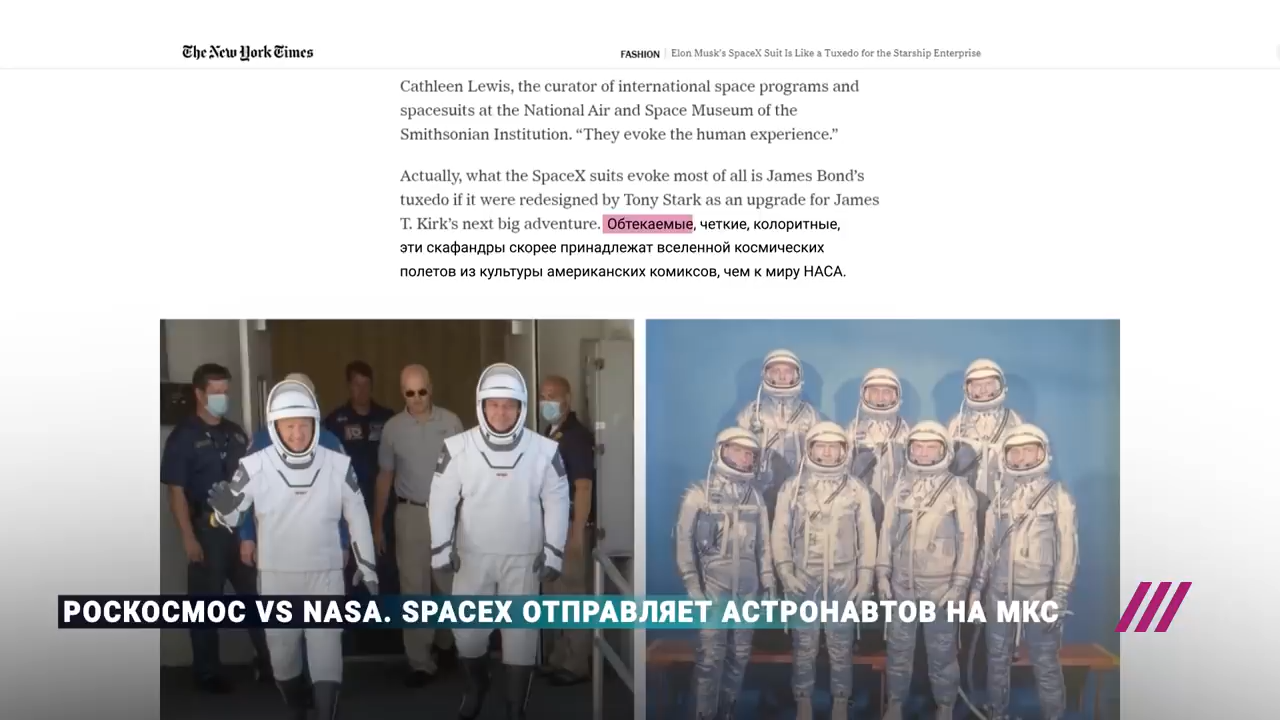 The New York Times
FASHION | Elon Musk's SpaceX Suit Is Like a Tuxedo for the Starship Enterprise
Cathleen Lewis, the curator of international space programs and
spacesuits at the National Air and Space Museum of the
Smithsonian Institution. “They evoke the human experience.”
Actually, what the SpaceX suits evoke most of all is James Bond’s
tuxedo if it were redesigned by Tony Stark as an upgrade for James
T. Kirk’s next big adventure. Обтекаемые, четкие, колоритные,
эти скафандры скорее принадлежат вселенной космических
полетов из культуры американских комиксов, чем к миру НАСА.
РОСКОСМОС VS NASA. SPACEX ОТПРАВЛЯЕТ АСТРОНАВТОВ НА МКС